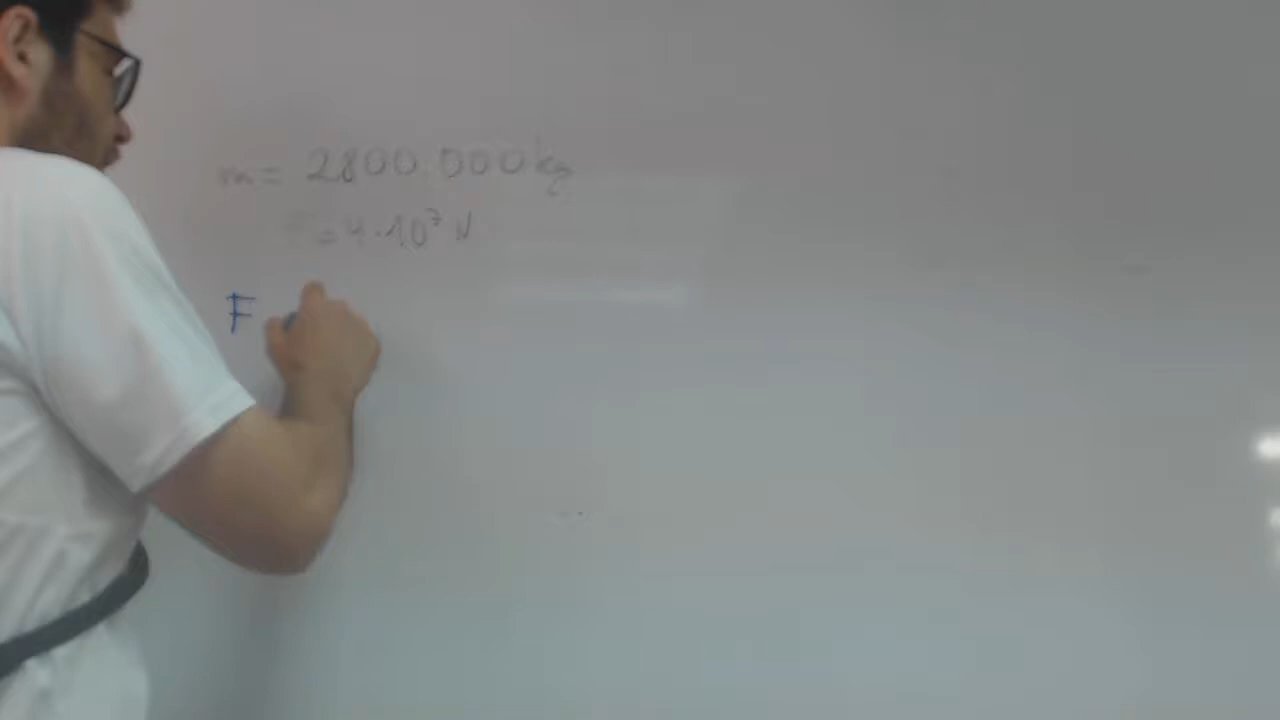 m = 2800 000 kg
= 4 · 10⁷ N
F